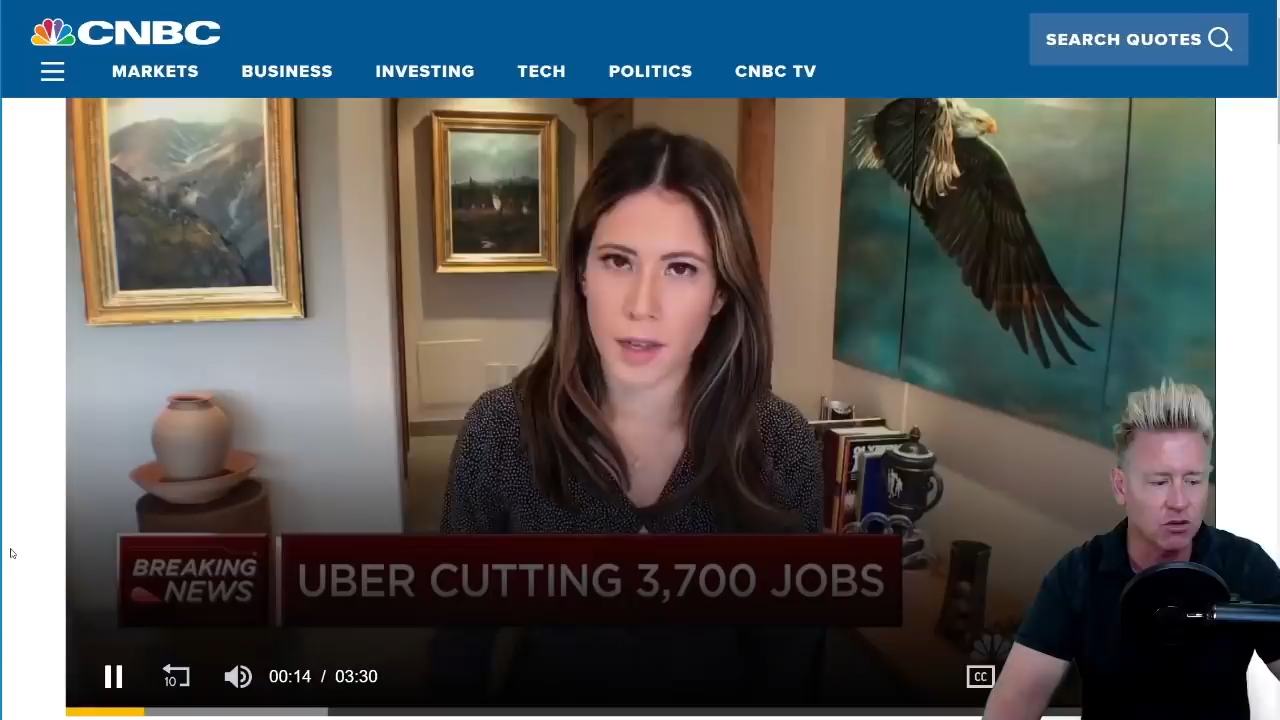 CNBC
SEARCH QUOTES
MARKETS BUSINESS INVESTING TECH POLITICS CNBC TV
BREAKING NEWS
UBER CUTTING 3,700 JOBS
10
00:14 / 03:30
CC